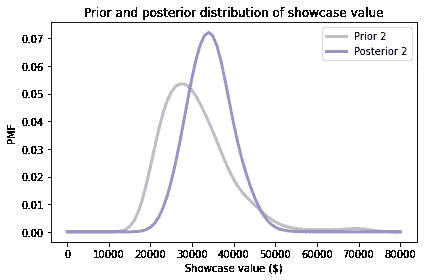 Prior and posterior distribution of showcase value
Prior 2
Posterior 2
PMF
0.07
0.06
0.05
0.04
0.03
0.02
0.01
0.00
0 10000 20000 30000 40000 50000 60000 70000 80000
Showcase value ($)